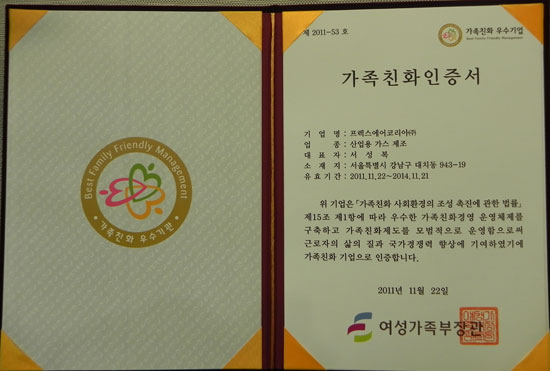 Best Family Friendly Management
가족친화 우수기관
제 2011-53 호
가족친화 우수기업
Best Family Friendly Management
가족친화인증서
기 업 명 : 프렉스에어코리아㈜
업 종 : 산업용 가스 제조
대 표 자 : 서 성 복
소 재 지 : 서울특별시 강남구 대치동 943-19
유 효 기 간 : 2011.11.22~2014.11.21
위 기업은 「가족친화 사회환경의 조성 촉진에 관한 법률」
제15조 제1항에 따라 우수한 가족친화경영 운영체제를
구축하고 가족친화제도를 모범적으로 운영함으로써
근로자의 삶의 질과 국가경쟁력 향상에 기여하였기에
가족친화 기업으로 인증합니다.
2011년 11월 22일
여성가족부장관